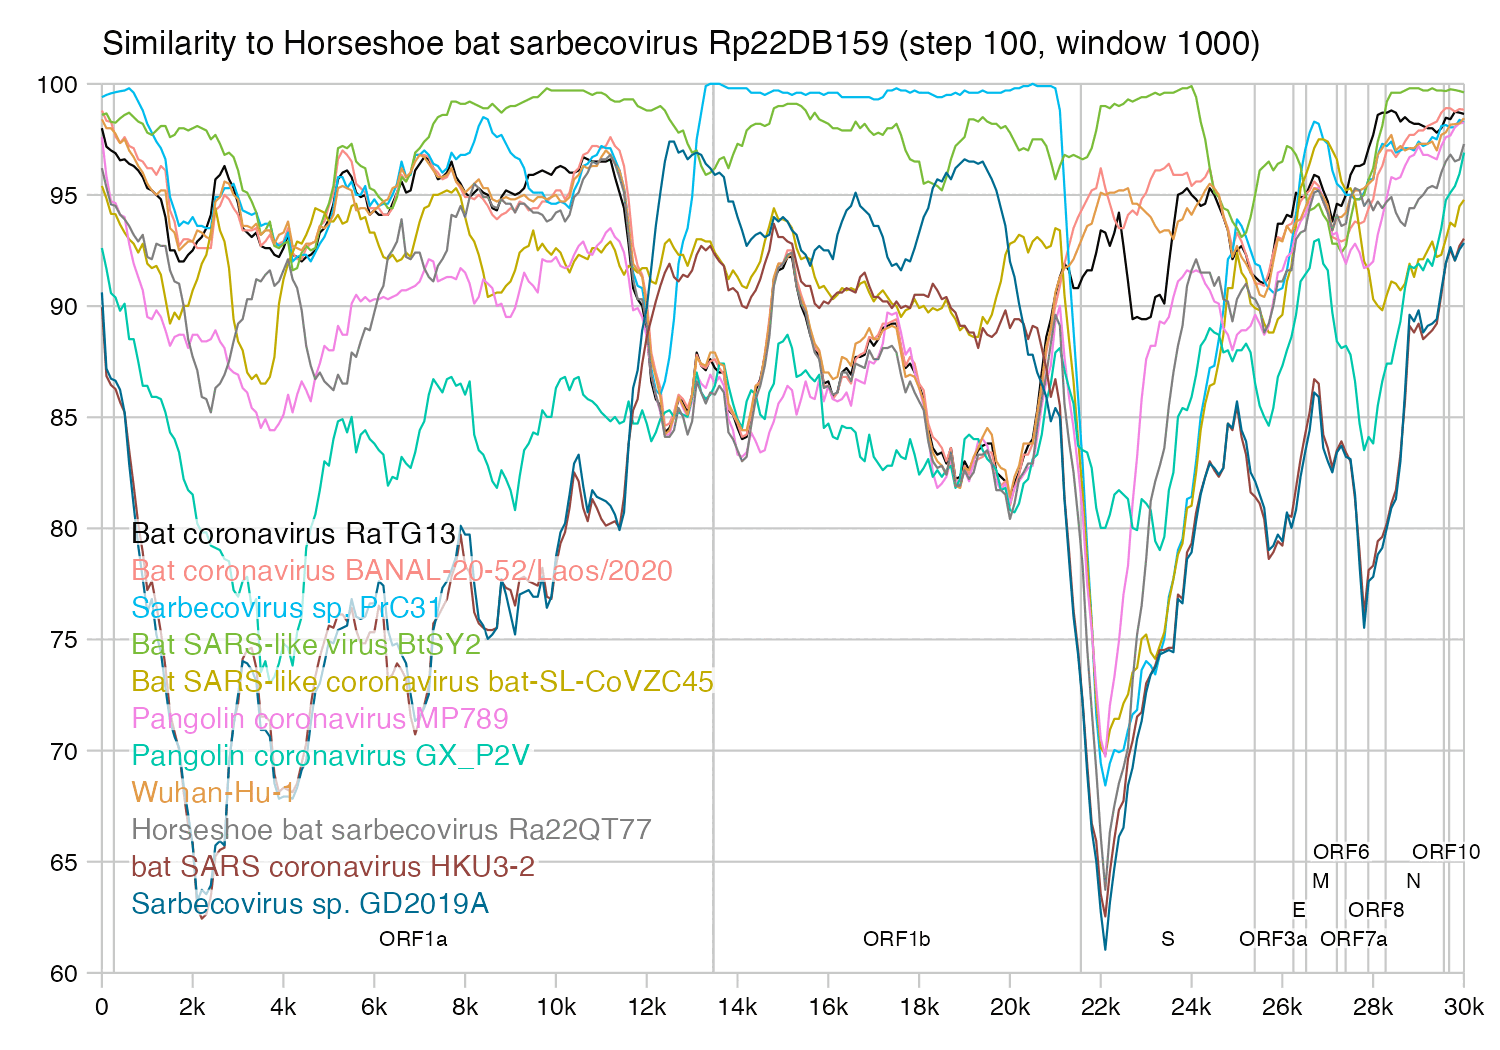 Similarity to Horseshoe bat sarbecovirus Rp22DB159 (step 100, window 1000)
100
95
90
85
80
Bat coronavirus RaTG13
Bat coronavirus BANAL-20-52/Laos/2020
Sarbecovirus sp. PrC31
75
Bat SARS-like virus BtSY2
Bat SARS-like coronavirus bat-SL-CoVZC45
Pangolin coronavirus MP789
70
Pangolin coronavirus GX_P2V
Wuhan-Hu-1
Horseshoe bat sarbecovirus Ra22QT77
ORF6 ORF10
65
bat SARS coronavirus HKU3-2
M N
Sarbecovirus sp. GD2019A
E ORF8
ORF1a ORF1b S ORF3a ORF7a
60
0 2k 4k 6k 8k 10k 12k 14k 16k 18k 20k 22k 24k 26k 28k 30k